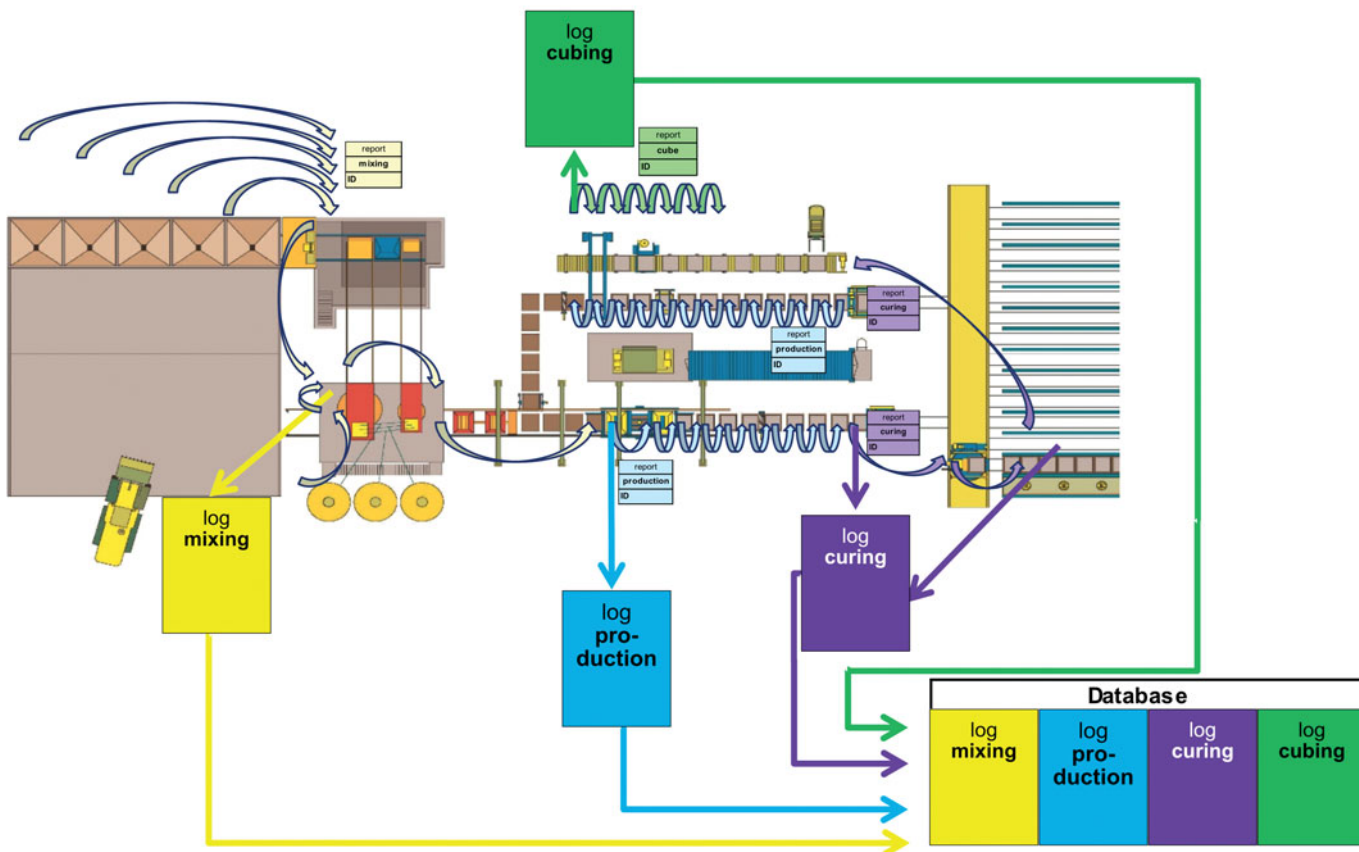 log
cubing
report
cube
ID
report
mixing
ID
report
curing
ID
report
production
ID
report
curing
ID
report
production
ID
log
mixing
log
curing
log
pro-
duction
Database
log
mixing
log
pro-
duction
log
curing
log
cubing